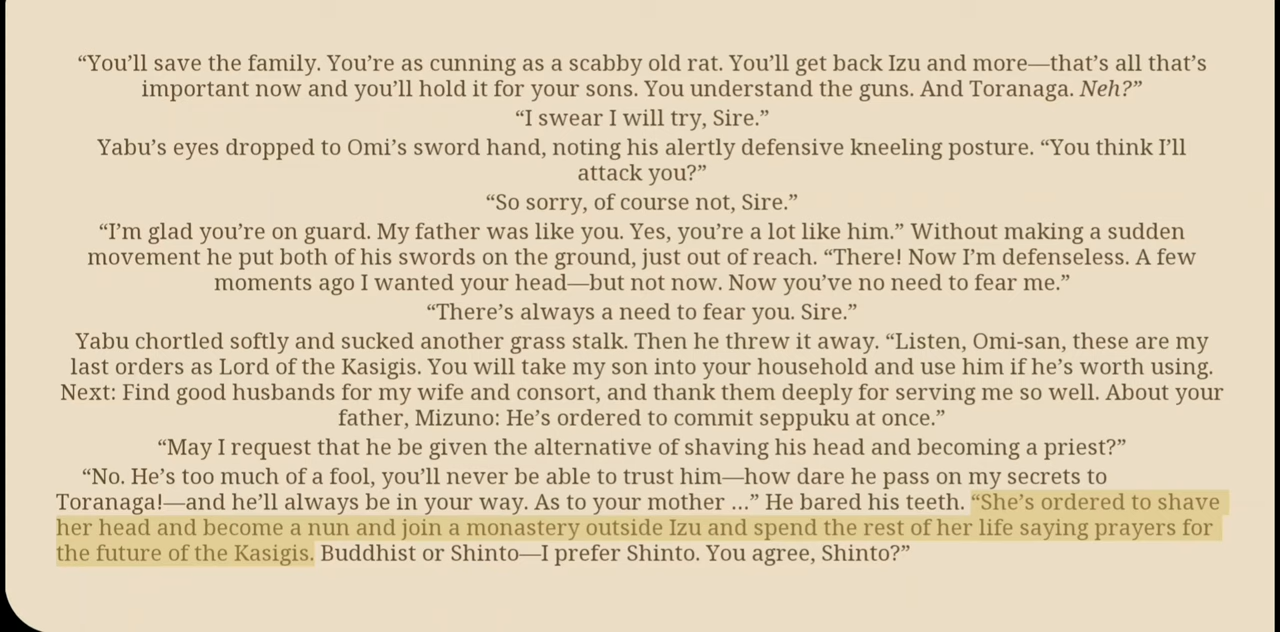 “You’ll save the family. You’re as cunning as a scabby old rat. You’ll get back Izu and more—that’s all that’s
important now and you’ll hold it for your sons. You understand the guns. And Toranaga. Neh?”
“I swear I will try, Sire.”
Yabu’s eyes dropped to Omi’s sword hand, noting his alertly defensive kneeling posture. “You think I’ll
attack you?”
“So sorry, of course not, Sire.”
“I’m glad you’re on guard. My father was like you. Yes, you’re a lot like him.” Without making a sudden
movement he put both of his swords on the ground, just out of reach. “There! Now I’m defenseless. A few
moments ago I wanted your head—but not now. Now you’ve no need to fear me.”
“There’s always a need to fear you. Sire.”
Yabu chortled softly and sucked another grass stalk. Then he threw it away. “Listen, Omi-san, these are my
last orders as Lord of the Kasigis. You will take my son into your household and use him if he’s worth using.
Next: Find good husbands for my wife and consort, and thank them deeply for serving me so well. About your
father, Mizuno: He’s ordered to commit seppuku at once.”
“May I request that he be given the alternative of shaving his head and becoming a priest?”
“No. He’s too much of a fool, you’ll never be able to trust him—how dare he pass on my secrets to
Toranaga!—and he’ll always be in your way. As to your mother ...” He bared his teeth. “She’s ordered to shave
her head and become a nun and join a monastery outside Izu and spend the rest of her life saying prayers for
the future of the Kasigis. Buddhist or Shinto—I prefer Shinto. You agree, Shinto?”